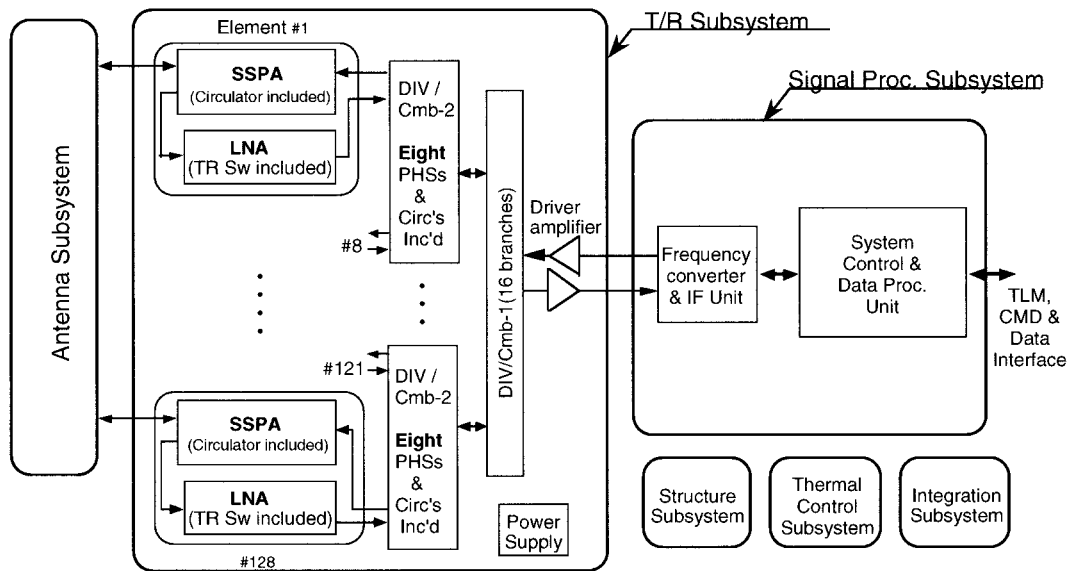 T/R Subsystem
Signal Proc. Subsystem
Antenna Subsystem
Element #1
SSPA
(Circulator included)
LNA
(TR Sw included)
DIV /
Cmb-2
Eight
PHSs
&
Circ's
Inc'd
#8
DIV/Cmb-1 (16 branches)
Driver
amplifier
Frequency
converter
& IF Unit
System
Control &
Data Proc.
Unit
TLM,
CMD &
Data
Interface
#121
DIV /
Cmb-2
Eight
PHSs
&
Circ's
Inc'd
SSPA
(Circulator included)
LNA
(TR Sw included)
#128
Power
Supply
Structure
Subsystem
Thermal
Control
Subsystem
Integration
Subsystem